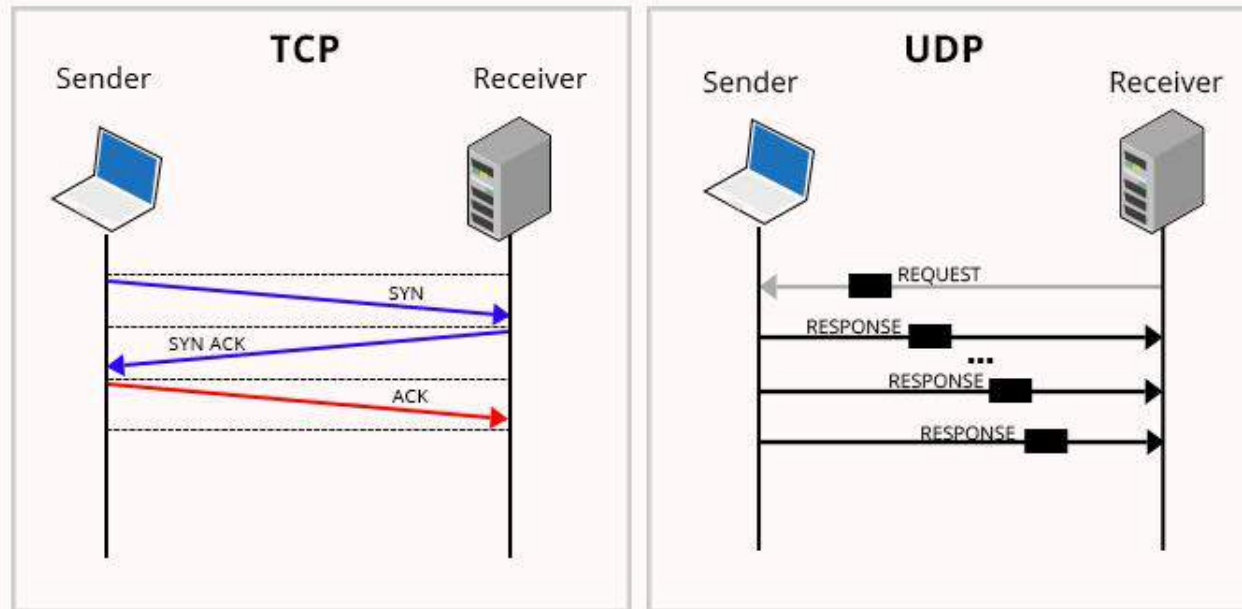 TCP
Sender
Receiver
SYN
SYN ACK
ACK
UDP
Sender
Receiver
REQUEST
RESPONSE
...
RESPONSE
RESPONSE